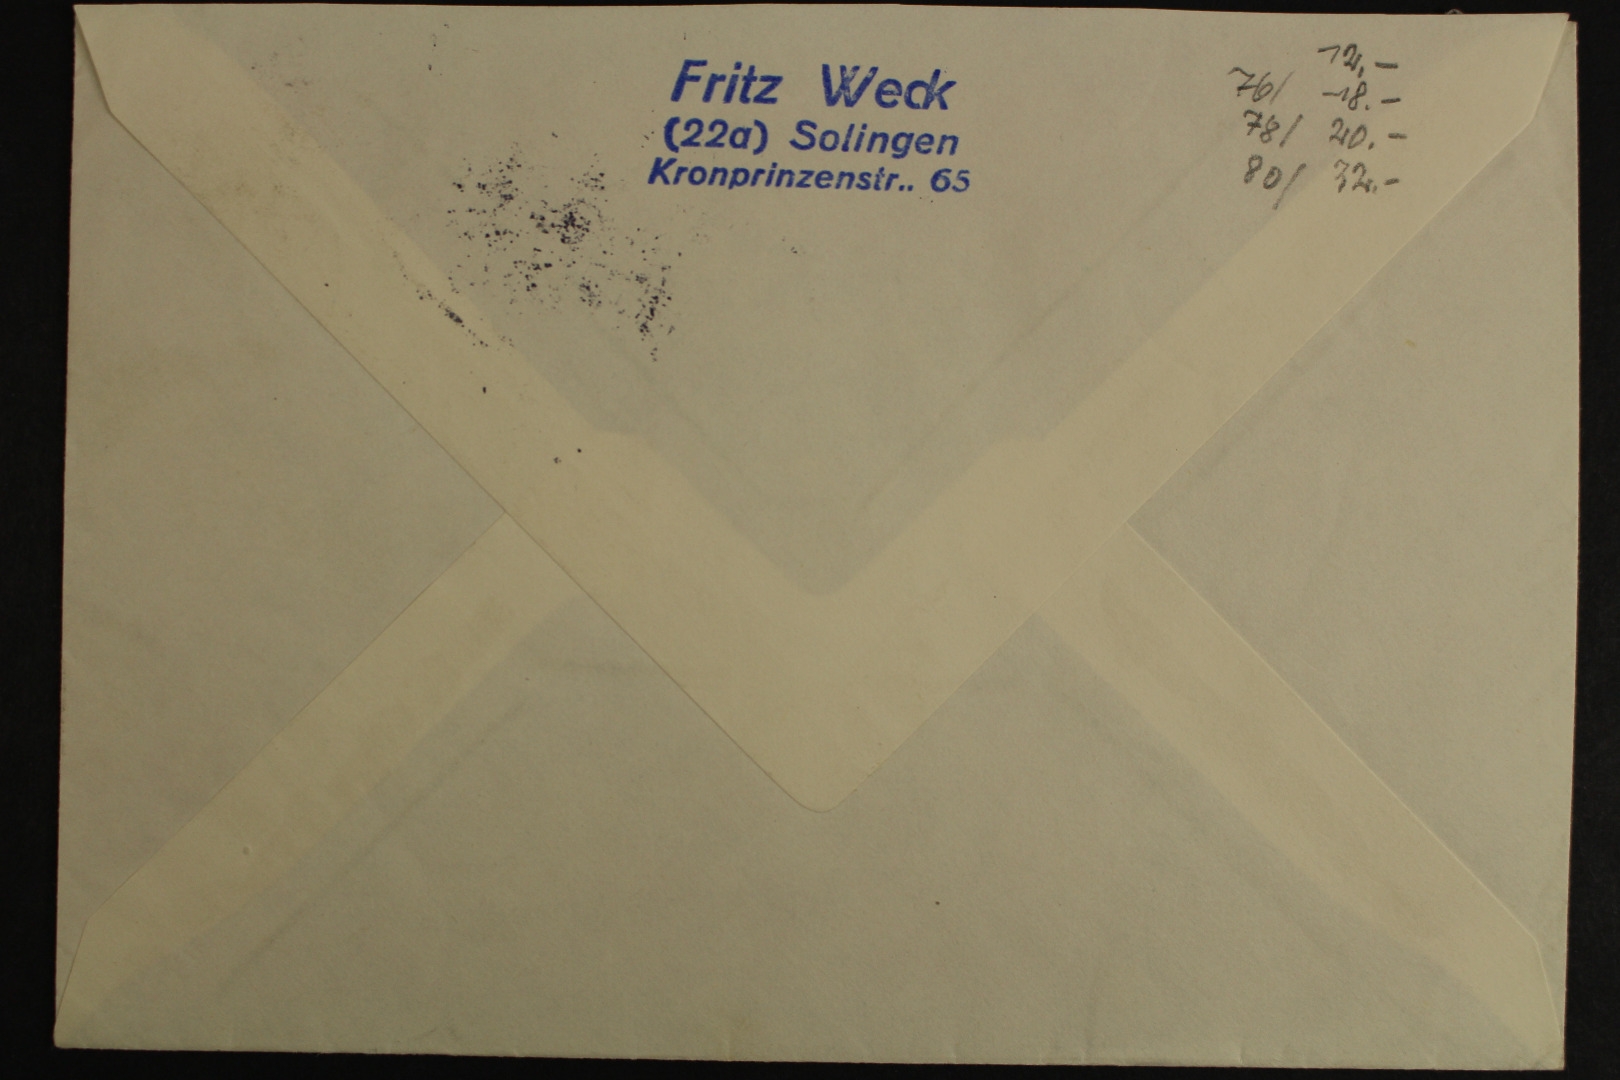 Fritz Weck
(22a) Solingen
Kronprinzenstr.. 65
12,-
76/ 18.-
78/ 20.-
80/ 32,-